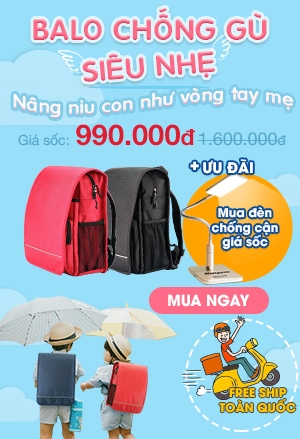 BALO CHỐNG GÙ
SIÊU NHẸ
Nâng niu con như vòng tay mẹ
Giá sốc: 990.000đ 1.600.000đ
+ ƯU ĐÃI
Mua đèn
chống cận
giá sốc
MUA NGAY
FREE SHIP
TOÀN QUỐC